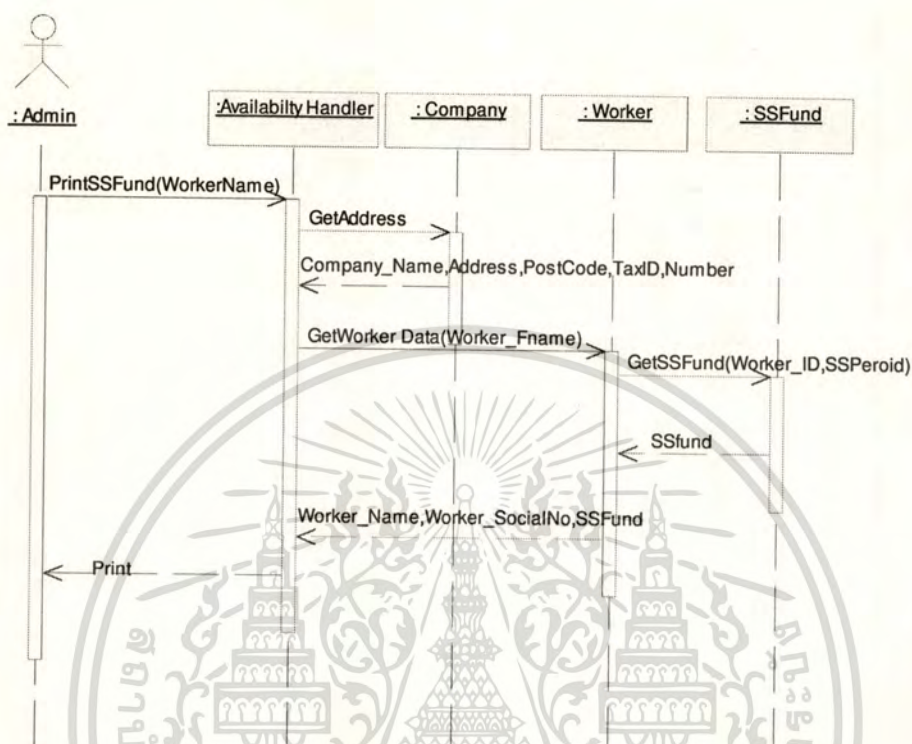 : Admin
:Availabilty Handler
: Company
: Worker
: SSFund
PrintSSFund(WorkerName)
GetAddress
Company_Name,Address,PostCode,TaxID,Number
GetWorker Data(Worker_Fname)
GetSSFund(Worker_ID,SSPeroid)
SSfund
Worker_Name,Worker_SocialNo,SSFund
Print